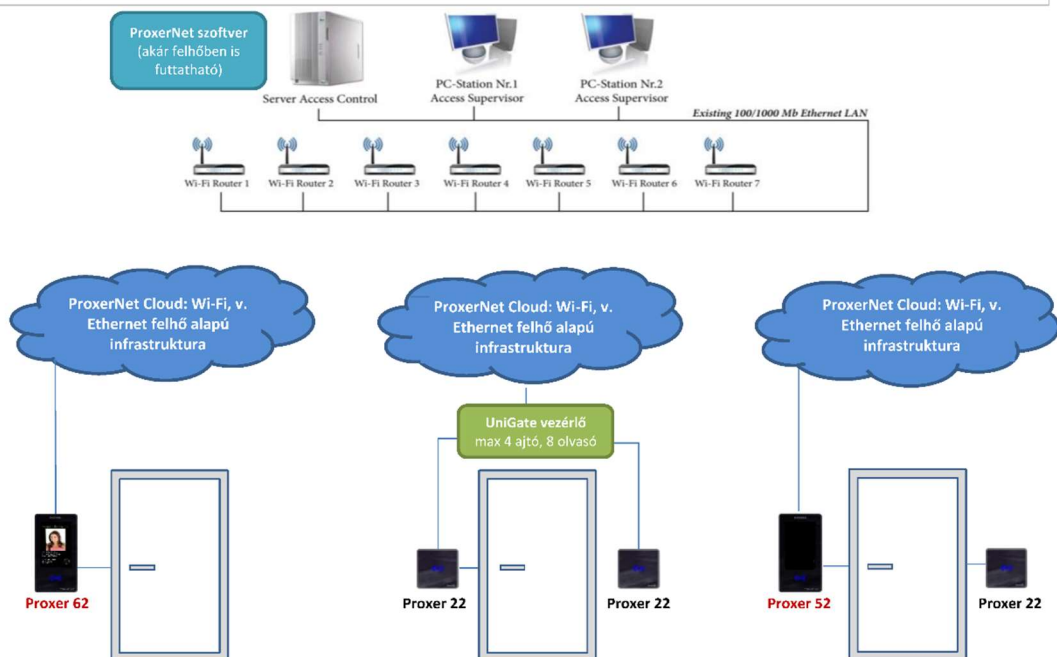 ProxerNet szoftver
(akár felhőben is
futtatható)
Server Access Control
PC-Station Nr.1
Access Supervisor
PC-Station Nr.2
Access Supervisor
Existing 100/1000 Mb Ethernet LAN
Wi-Fi Router 1
Wi-Fi Router 2
Wi-Fi Router 3
Wi-Fi Router 4
Wi-Fi Router 5
Wi-Fi Router 6
Wi-Fi Router 7
ProxerNet Cloud: Wi-Fi, v.
Ethernet felhő alapú
infrastruktura
ProxerNet Cloud: Wi-Fi, v.
Ethernet felhő alapú
infrastruktura
ProxerNet Cloud: Wi-Fi, v.
Ethernet felhő alapú
infrastruktura
UniGate vezérlő
max 4 ajtó, 8 olvasó
Proxer 62
Proxer 22
Proxer 22
Proxer 52
Proxer 22